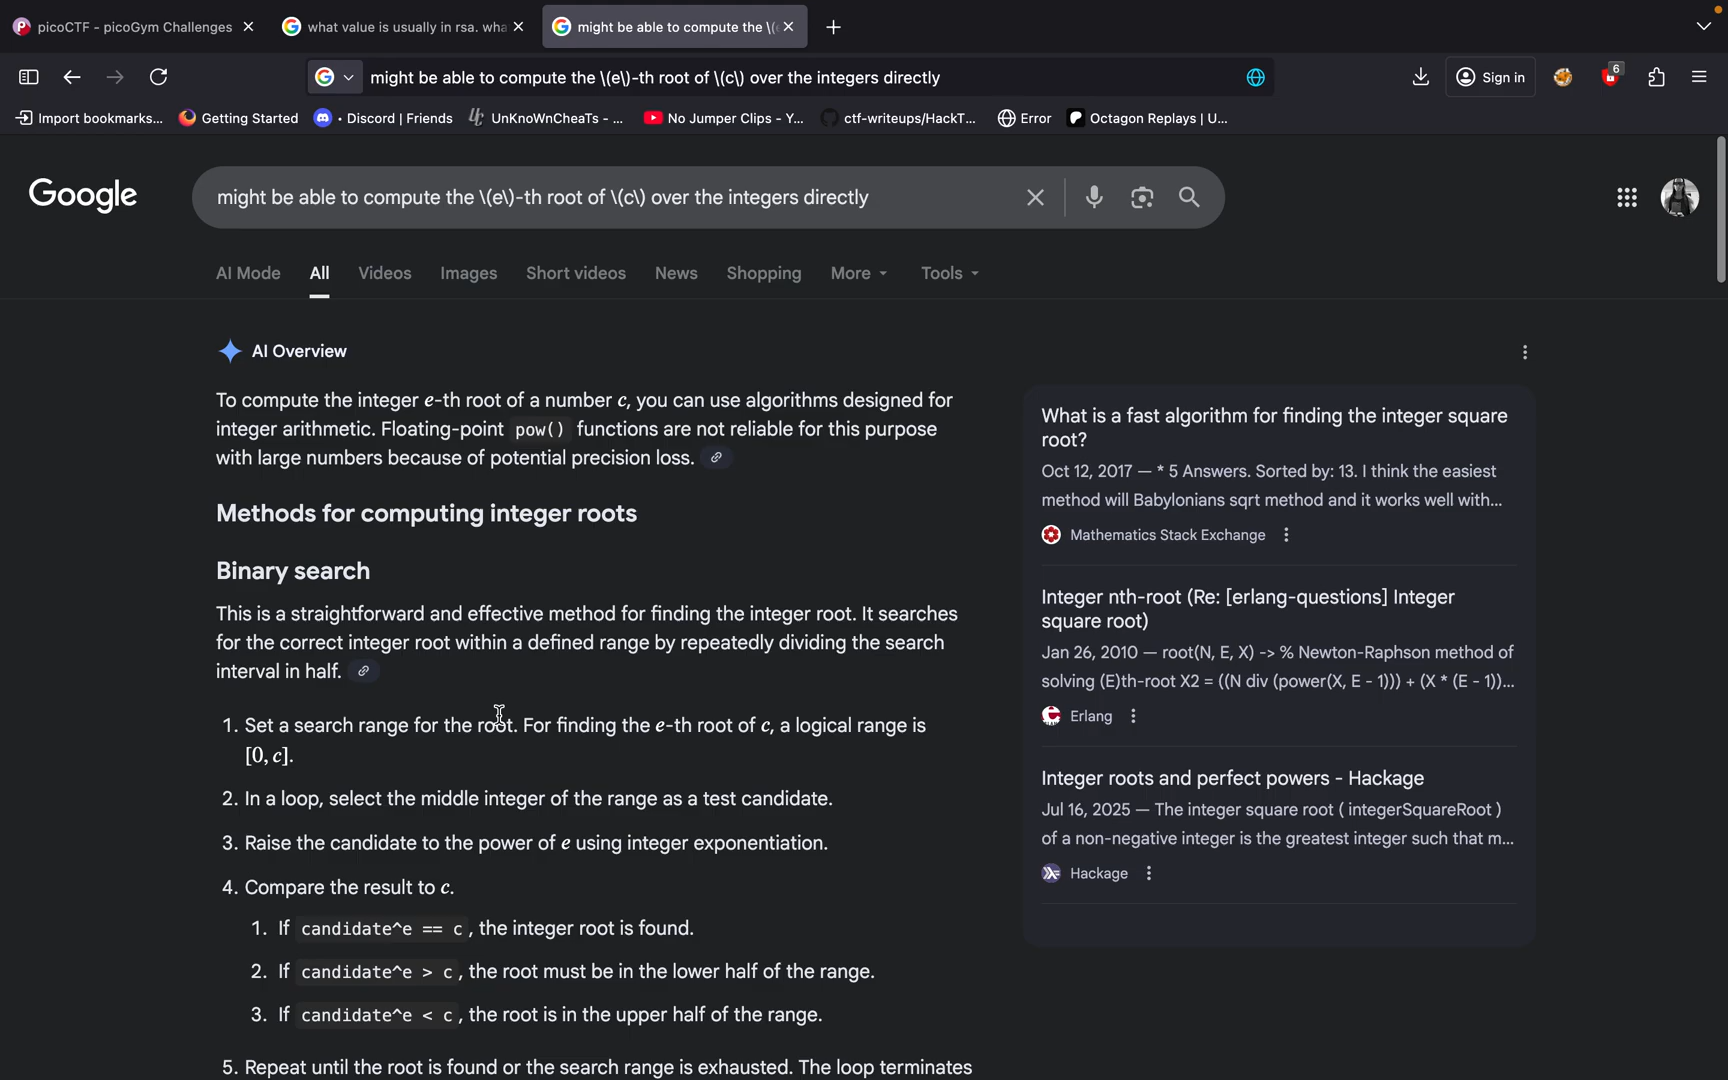 picoCTF - picoGym Challenges
what value is usually in rsa. wha
might be able to compute the \(e
might be able to compute the \(e\)-th root of \(c\) over the integers directly
Sign in
6
Import bookmarks...
Getting Started
• Discord | Friends
UnKnoWnCheaTs - ...
No Jumper Clips - Y...
ctf-writeups/HackT...
Error
Octagon Replays | U...
Google
might be able to compute the \(e\)-th root of \(c\) over the integers directly
AI Mode
All
Videos
Images
Short videos
News
Shopping
More
Tools
AI Overview
To compute the integer e-th root of a number c, you can use algorithms designed for
integer arithmetic. Floating-point pow() functions are not reliable for this purpose
with large numbers because of potential precision loss.
Methods for computing integer roots
Binary search
This is a straightforward and effective method for finding the integer root. It searches
for the correct integer root within a defined range by repeatedly dividing the search
interval in half.
1. Set a search range for the root. For finding the e-th root of c, a logical range is
[0, c].
2. In a loop, select the middle integer of the range as a test candidate.
3. Raise the candidate to the power of e using integer exponentiation.
4. Compare the result to c.
1. If candidate^e == c, the integer root is found.
2. If candidate^e > c, the root must be in the lower half of the range.
3. If candidate^e < c, the root is in the upper half of the range.
5. Repeat until the root is found or the search range is exhausted. The loop terminates
What is a fast algorithm for finding the integer square
root?
Oct 12, 2017 — * 5 Answers. Sorted by: 13. I think the easiest
method will Babylonians sqrt method and it works well with...
Mathematics Stack Exchange
Integer nth-root (Re: [erlang-questions] Integer
square root)
Jan 26, 2010 — root(N, E, X) -> % Newton-Raphson method of
solving (E)th-root X2 = ((N div (power(X, E - 1))) + (X * (E - 1))...
Erlang
Integer roots and perfect powers - Hackage
Jul 16, 2025 — The integer square root ( integerSquareRoot )
of a non-negative integer is the greatest integer such that m...
Hackage